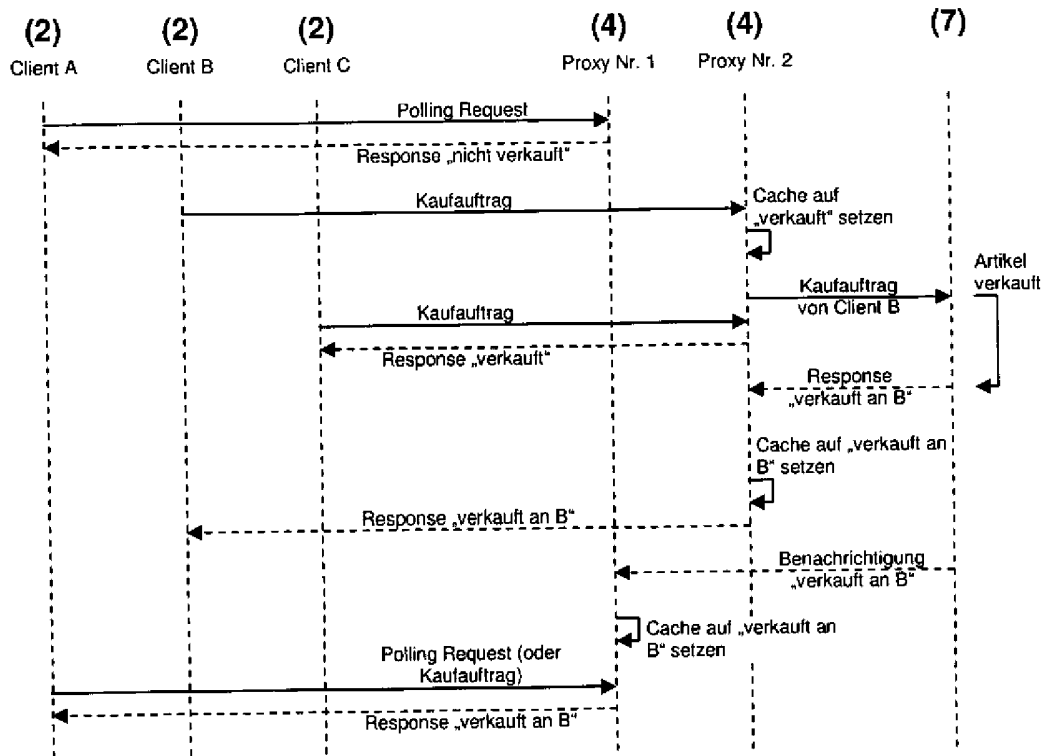 (2) (2) (2) (4) (4) (7)
Client A Client B Client C Proxy Nr. 1 Proxy Nr. 2
Polling Request
Response „nicht verkauft“
Kaufauftrag
Cache auf
„verkauft“ setzen
Artikel
verkauft
Kaufauftrag
von Client B
Kaufauftrag
Response „verkauft“
Response
„verkauft an B“
Cache auf „verkauft an
B“ setzen
Response „verkauft an B“
Benachrichtigung
„verkauft an B“
Cache auf „verkauft an
B“ setzen
Polling Request (oder
Kaufauftrag)
Response „verkauft an B“